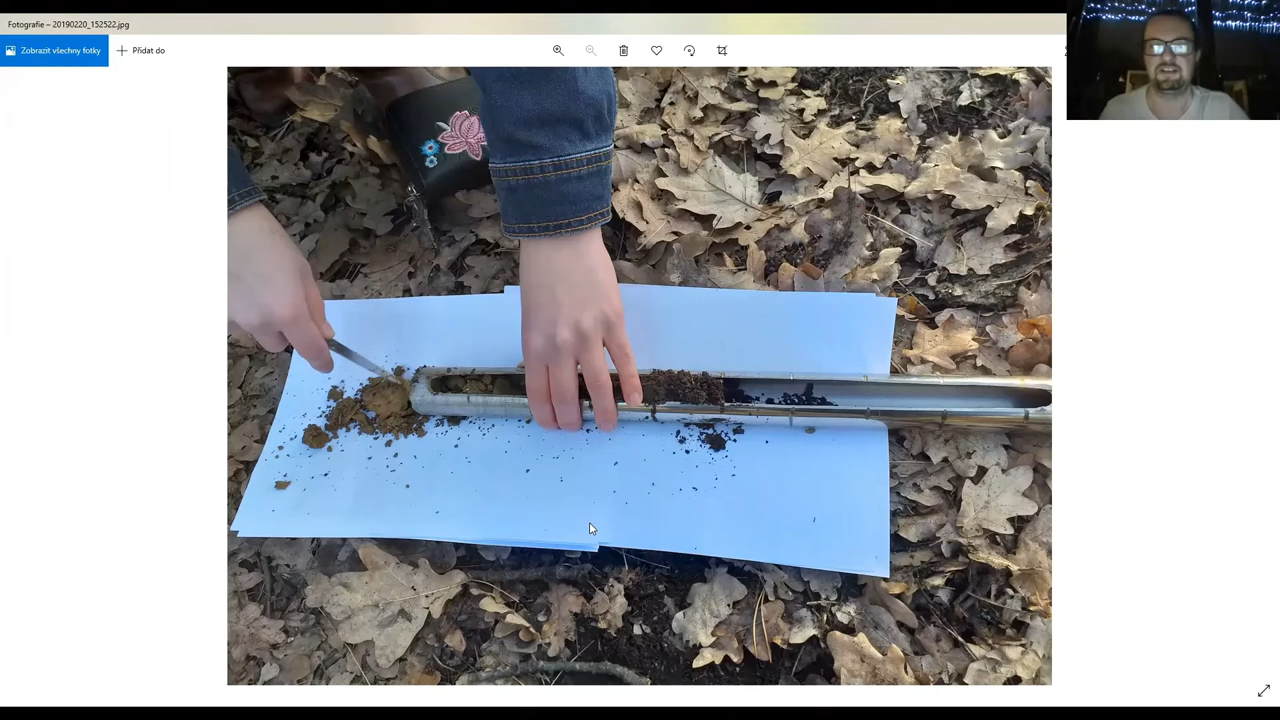 Fotografie – 20190220_152522.jpg
Zobrazit všechny fotky
Přidat do